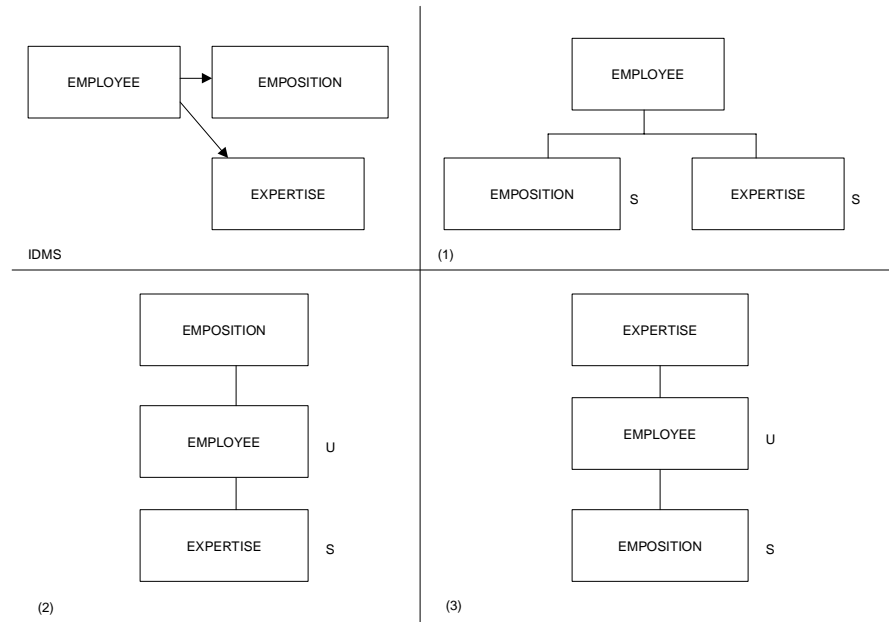 EMPLOYEE
EMPOSITION
EXPERTISE
IDMS
EMPLOYEE
EMPOSITION
S
EXPERTISE
S
(1)
EMPOSITION
EMPLOYEE
U
EXPERTISE
S
(2)
EXPERTISE
EMPLOYEE
U
EMPOSITION
S
(3)